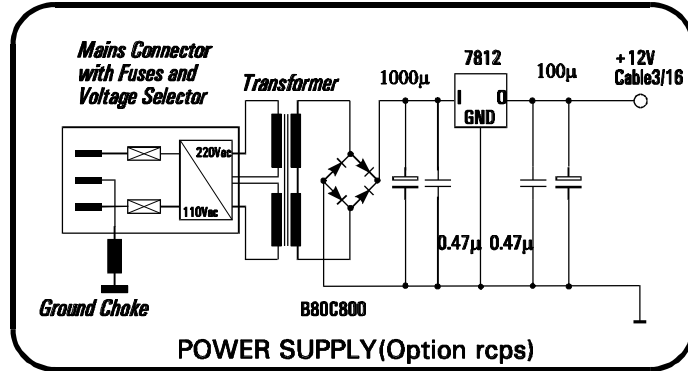 Mains Connector
with Fuses and
Voltage Selector
Transformer
1000µ
7812
100µ
+12V
Cable3/16
I O
GND
220Vac
110Vac
0.47µ 0.47µ
Ground Choke
B80C800
POWER SUPPLY(Option rcps)